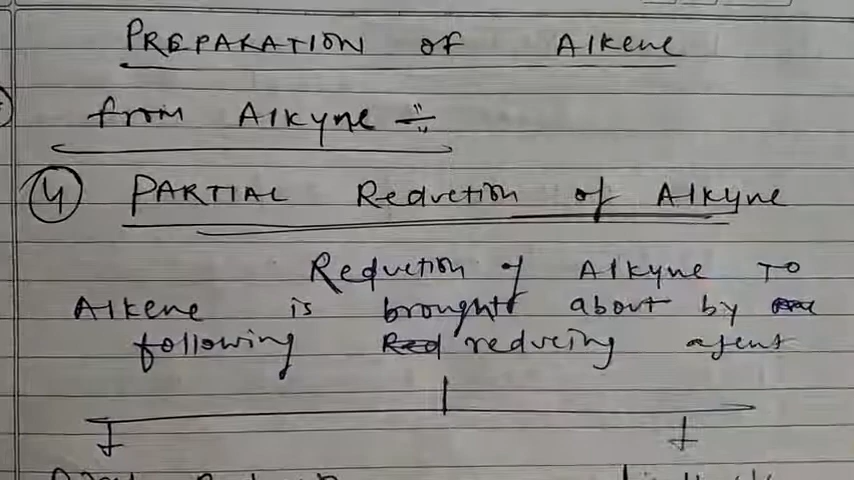 PREPARATION of Alkene
from Alkyne ÷
④ PARTIAL Reduction of Alkyne
Reduction of Alkyne To
Alkene is brought about by
following reducing agent